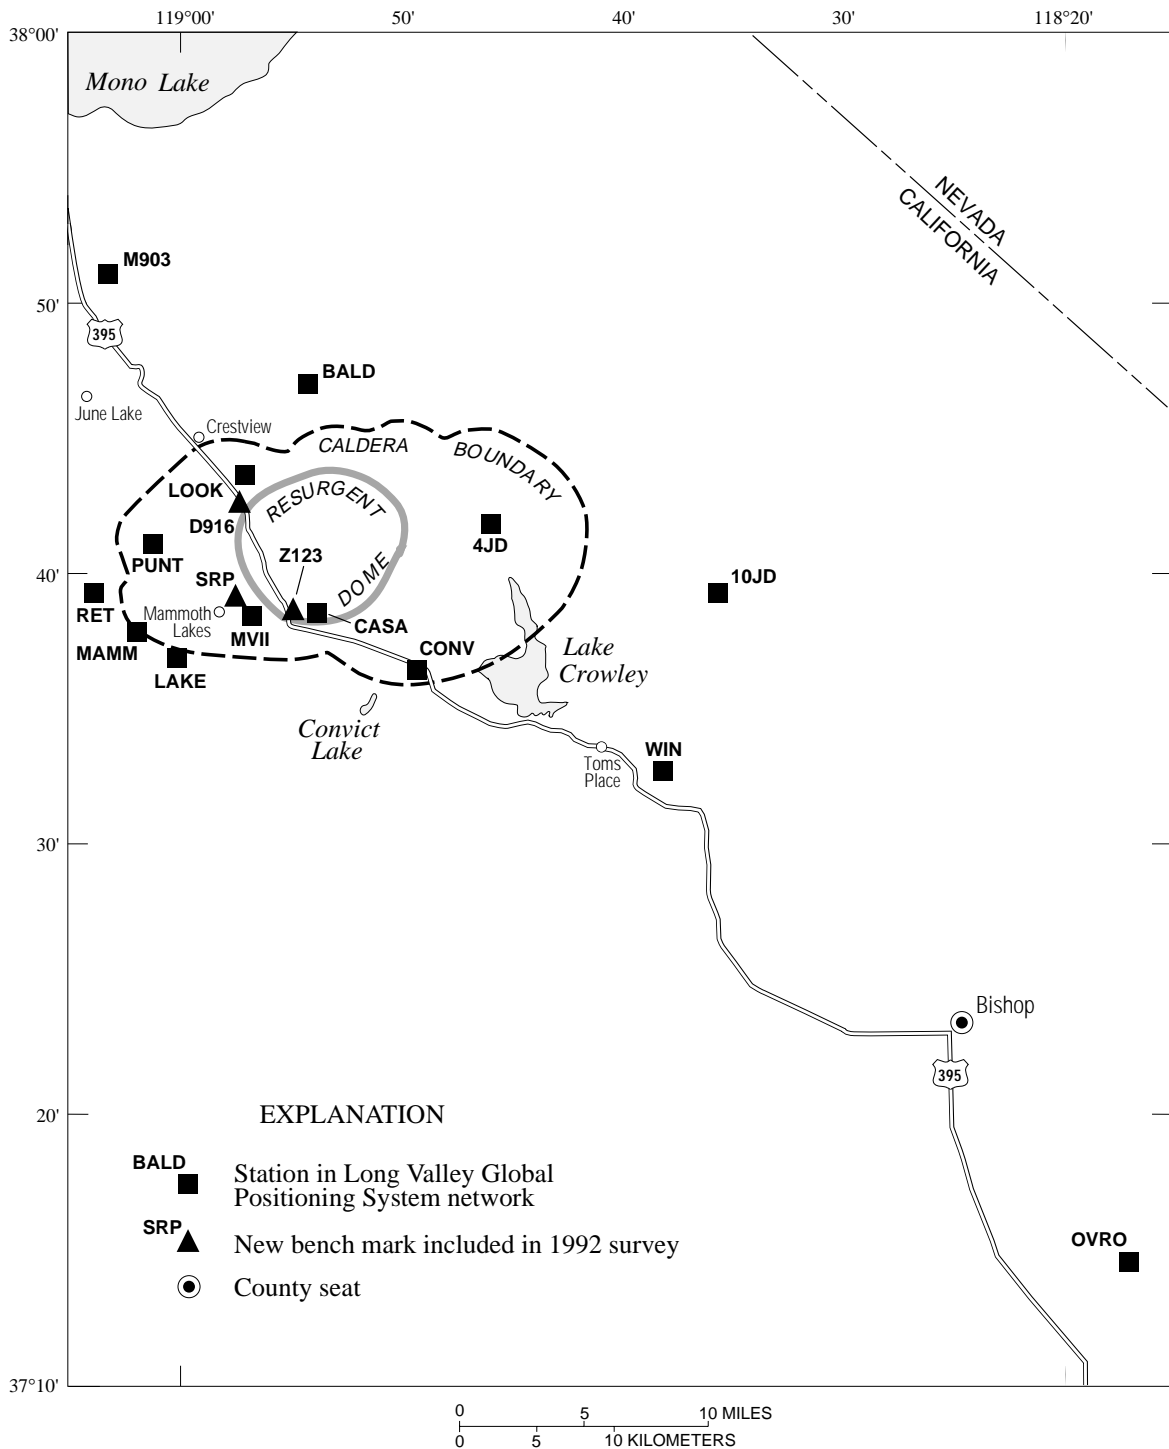 119°00'
50'
40'
30'
118°20'
38°00'
Mono Lake
NEVADA
CALIFORNIA
M903
50'
395
BALD
June Lake
Crestview
CALDERA
BOUNDARY
LOOK
RESURGENT
D916
4JD
Z123
PUNT
40'
SRP
DOME
10JD
RET
Mammoth
Lakes
CASA
MVII
MAMM
CONV
Lake
Crowley
LAKE
Convict
Lake
WIN
Toms
Place
30'
Bishop
395
20'
EXPLANATION
BALD
Station in Long Valley Global
Positioning System network
SRP
New bench mark included in 1992 survey
County seat
OVRO
37°10'
0 5 10 MILES
0 5 10 KILOMETERS